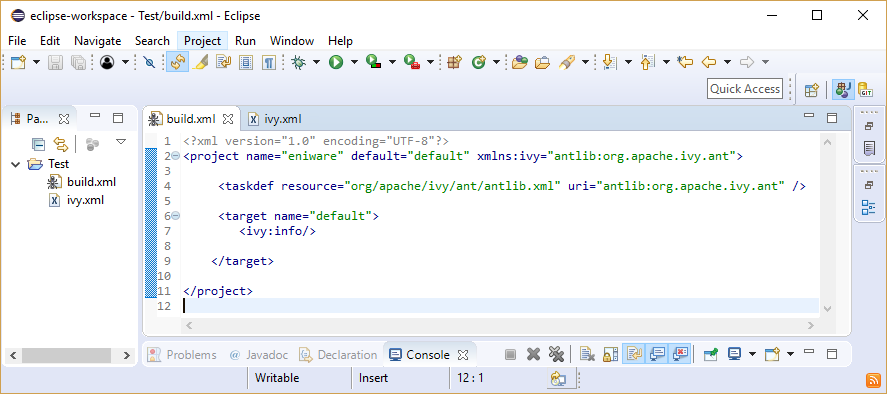 eclipse-workspace - Test/build.xml - Eclipse
File Edit Navigate Search Project Run Window Help
Quick Access
GIT
Pa...
build.xml
ivy.xml
Test
build.xml
ivy.xml
1 <?xml version="1.0" encoding="UTF-8"?>
2 <project name="eniware" default="default" xmlns:ivy="antlib:org.apache.ivy.ant">
3
4 <taskdef resource="org/apache/ivy/ant/antlib.xml" uri="antlib:org.apache.ivy.ant" />
5
6 <target name="default">
7 <ivy:info/>
8
9 </target>
10
11 </project>
12
Problems @ Javadoc Declaration Console
Writable Insert 12 : 1